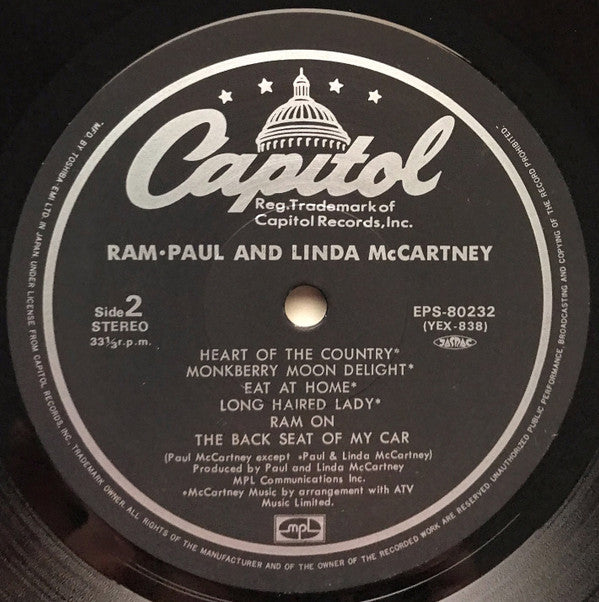 Capitol
Reg. Trademark of
Capitol Records, Inc.
RAM•PAUL AND LINDA McCARTNEY
Side 2
STEREO
33⅓ r.p.m.
EPS-80232
(YEX-838)
JASRAC
HEART OF THE COUNTRY*
MONKBERRY MOON DELIGHT*
EAT AT HOME*
LONG HAIRED LADY*
RAM ON
THE BACK SEAT OF MY CAR
(Paul McCartney except *Paul & Linda McCartney)
Produced by Paul and Linda McCartney
MPL Communications Inc.
*McCartney Music by arrangement with ATV
Music Limited.
mpl
"MFD. BY TOSHIBA-EMI LTD. IN JAPAN, UNDER LICENSE FROM CAPITOL RECORDS, INC., TRADEMARK OWNER. ALL RIGHTS OF THE MANUFACTURER AND OF THE OWNER OF THE RECORDED WORK ARE RESERVED. UNAUTHORIZED PUBLIC PERFORMANCE, BROADCASTING AND COPYING OF THE RECORD PROHIBITED".